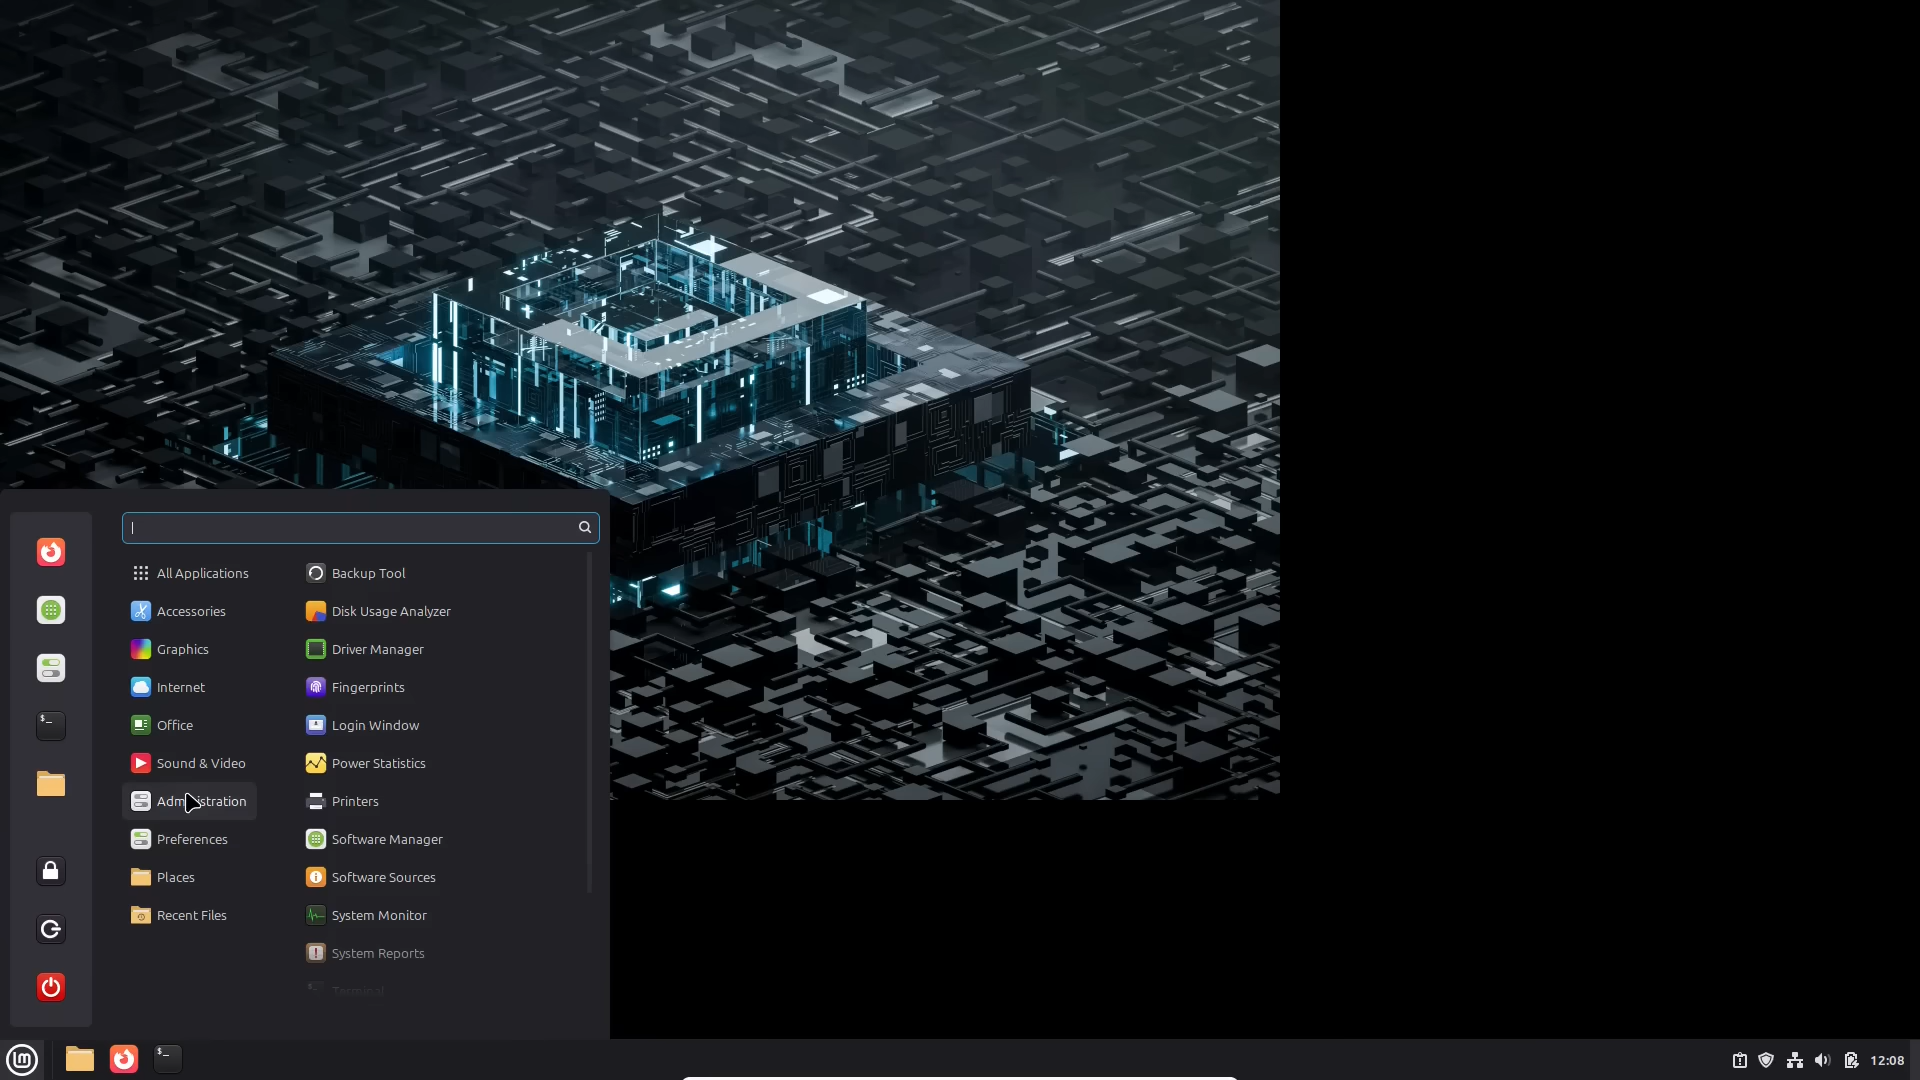 All Applications
Accessories
Graphics
Internet
Office
Sound & Video
Administration
Preferences
Places
Recent Files
Backup Tool
Disk Usage Analyzer
Driver Manager
Fingerprints
Login Window
Power Statistics
Printers
Software Manager
Software Sources
System Monitor
System Reports
Terminal
12:08